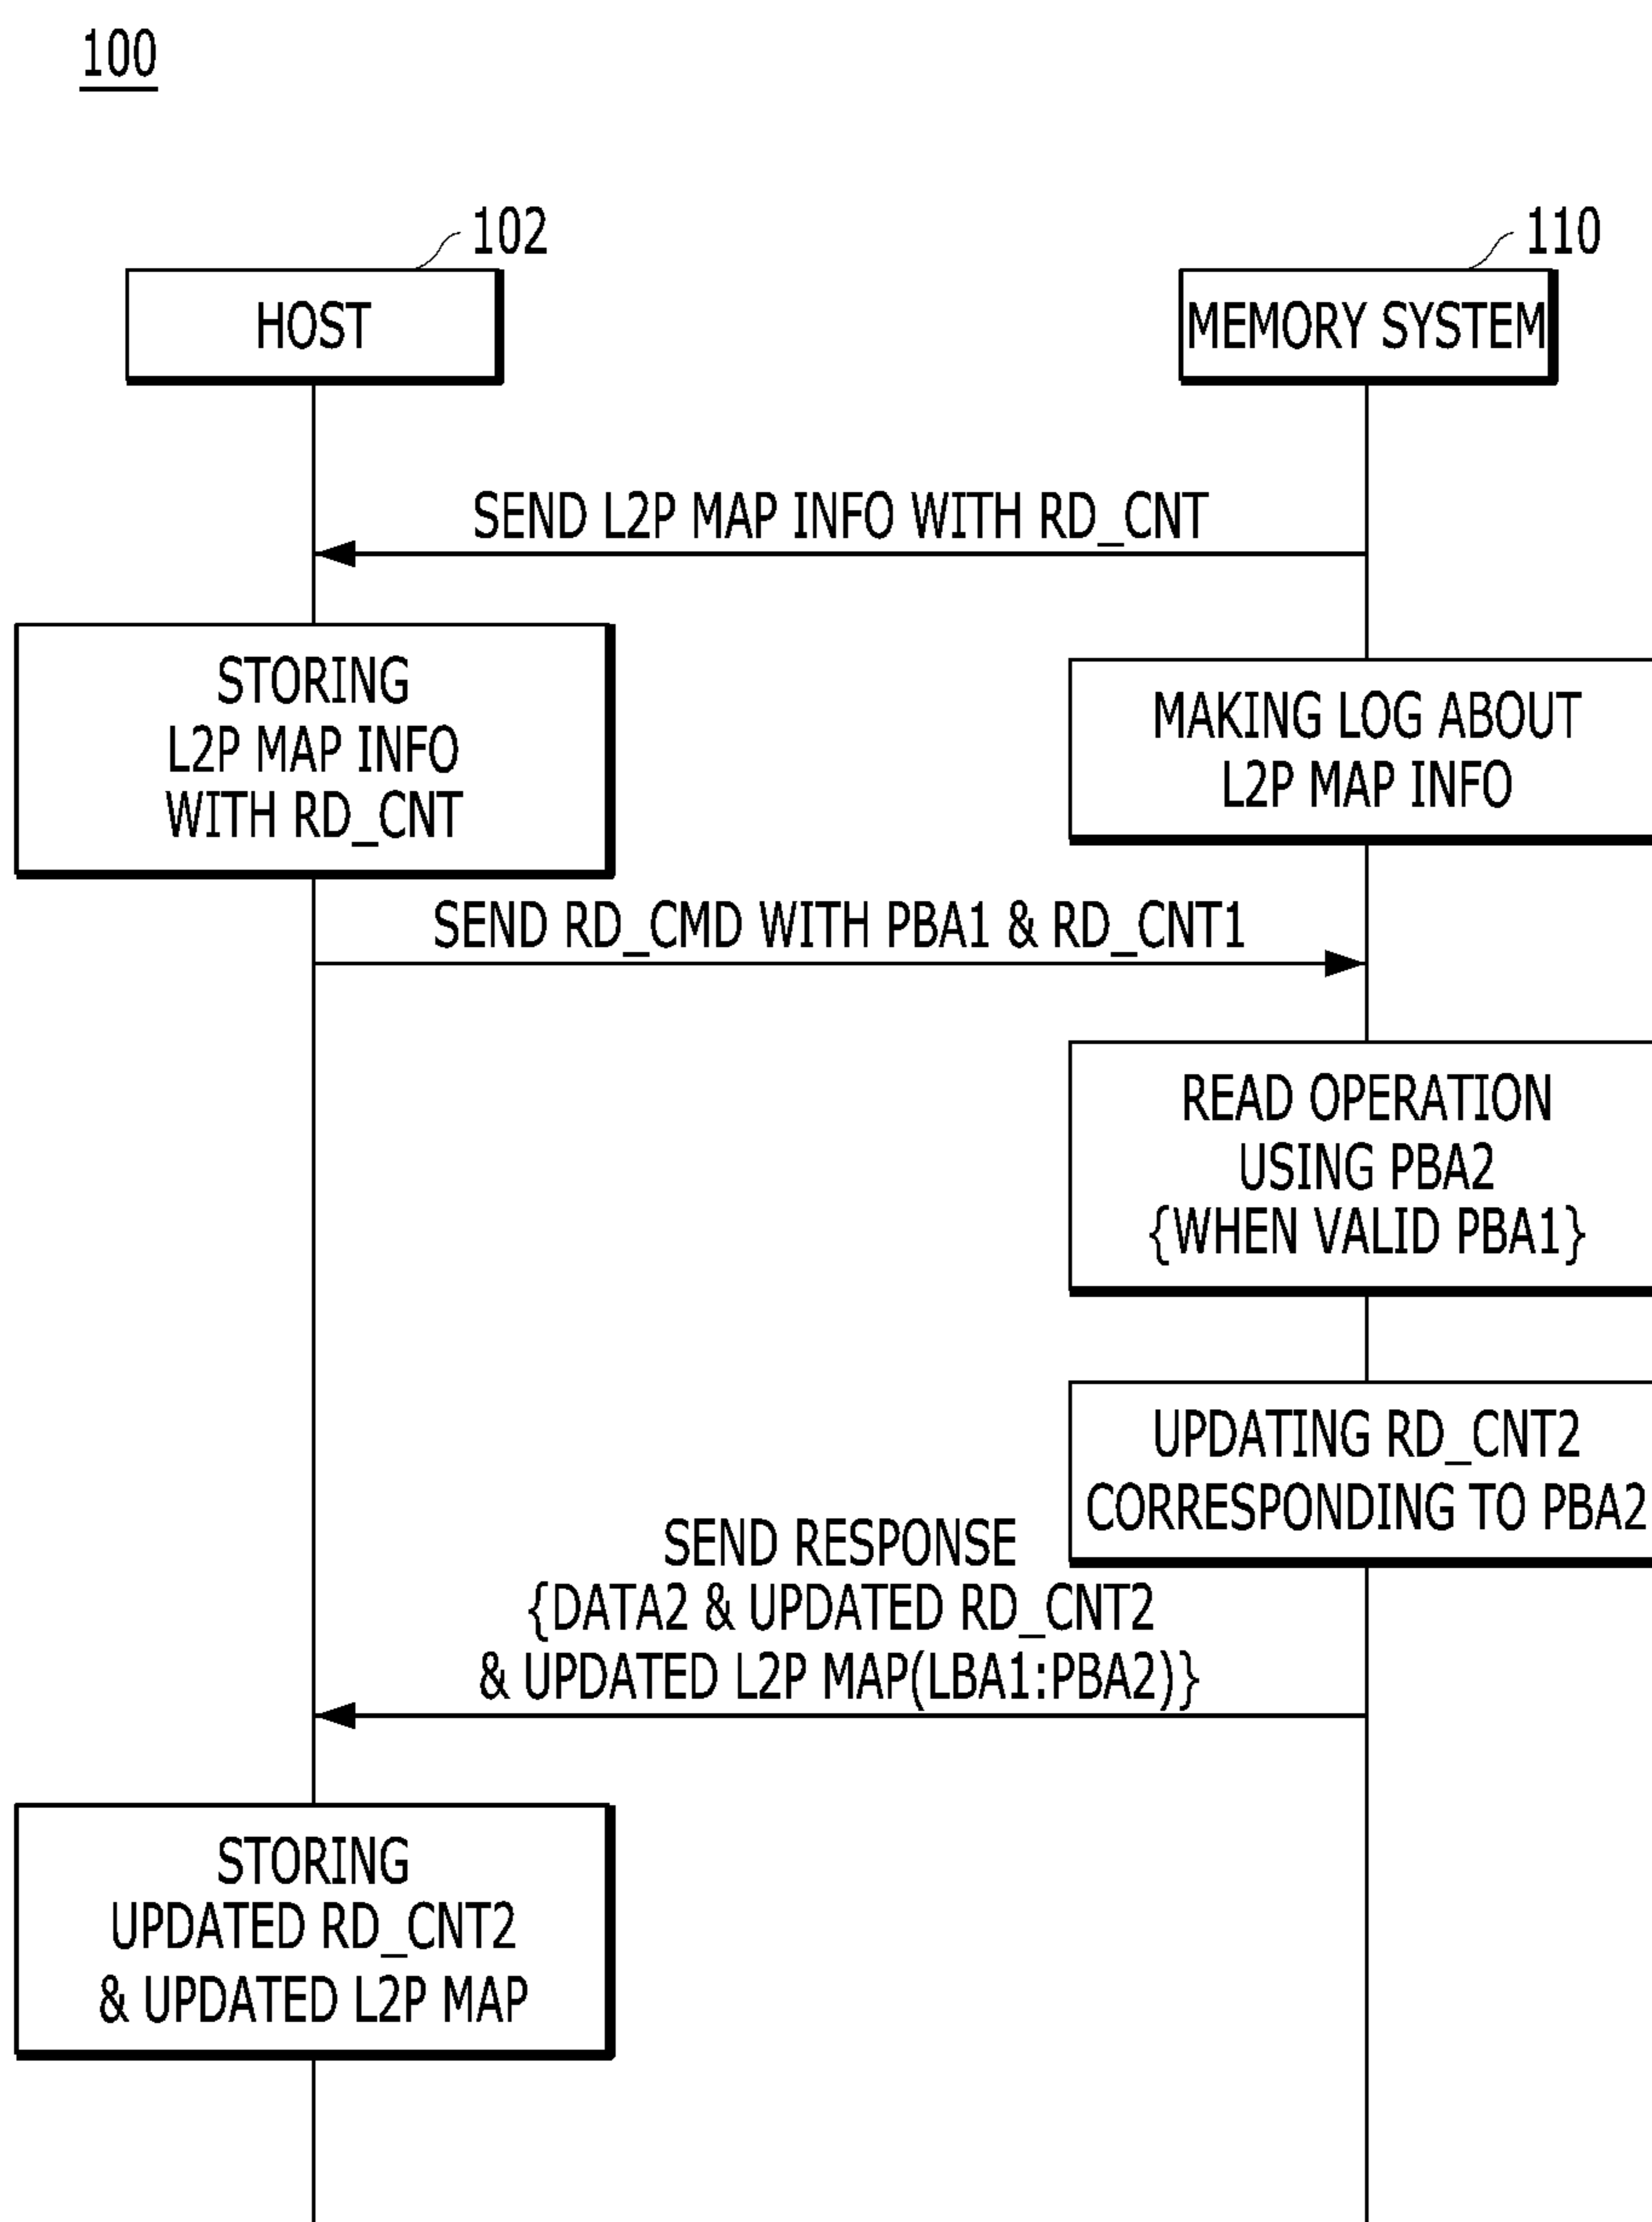 100
102
110
HOST
MEMORY SYSTEM
SEND L2P MAP INFO WITH RD_CNT
STORING
L2P MAP INFO
WITH RD_CNT
MAKING LOG ABOUT
L2P MAP INFO
SEND RD_CMD WITH PBA1 & RD_CNT1
READ OPERATION
USING PBA2
{WHEN VALID PBA1}
UPDATING RD_CNT2
CORRESPONDING TO PBA2
SEND RESPONSE
{DATA2 & UPDATED RD_CNT2
& UPDATED L2P MAP(LBA1:PBA2)}
STORING
UPDATED RD_CNT2
& UPDATED L2P MAP